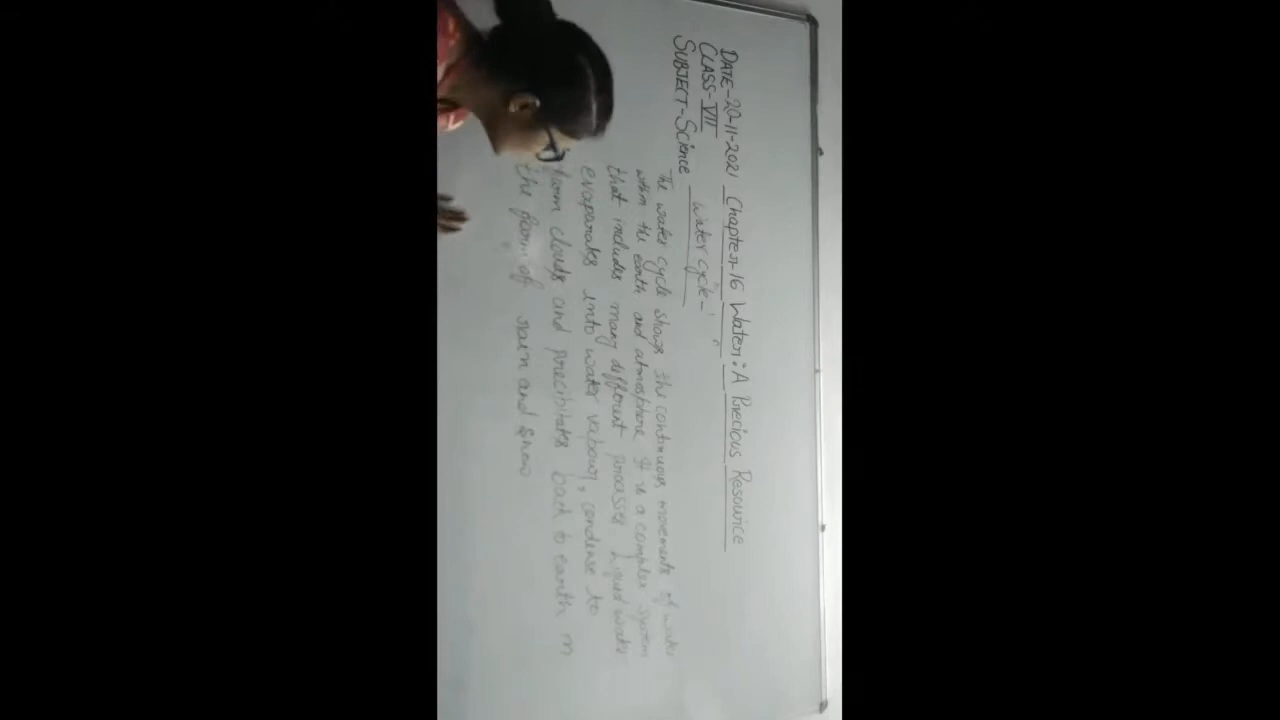 DATE-20-11-2021 Chapter-16 Water: A Precious Resource
CLASS-VII
SUBJECT-Science
Water cycle-
The water cycle shows the continuous movements of water
within the earth and atmosphere. It is a complex system
that includes many different processes liquid water
evaporates into water vapour, condense to
form clouds and precipitates back to earth in
the form of rain and snow